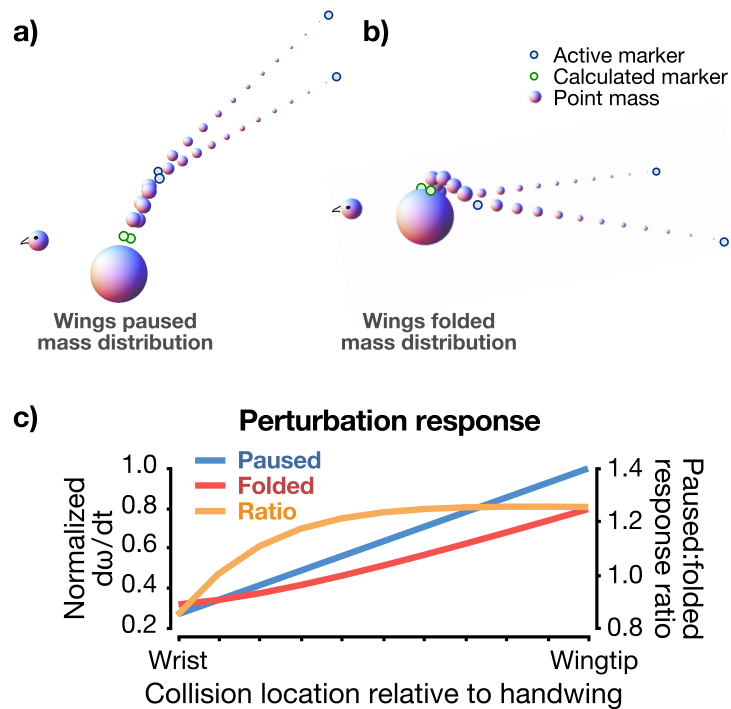 a)
b)
Active marker
Calculated marker
Point mass
Wings paused
mass distribution
Wings folded
mass distribution
c)
Perturbation response
Paused
Folded
Ratio
Normalized
dω/dt
1.0
0.8
0.6
0.4
0.2
1.4
1.2
1.0
0.8
Paused:folded
response ratio
Wrist
Wingtip
Collision location relative to handwing